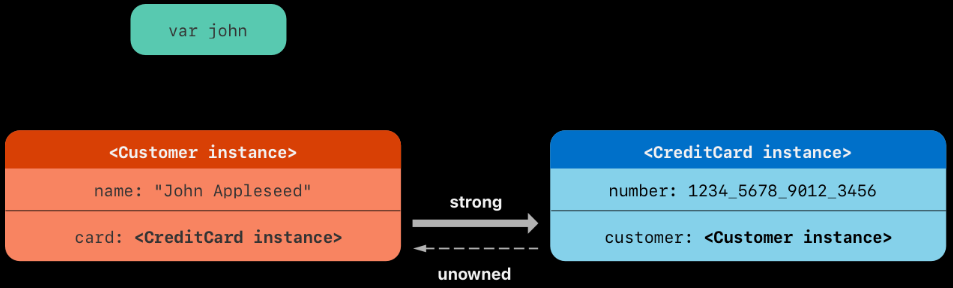 var john
<Customer instance>
name: "John Appleseed"
card: <CreditCard instance>
strong
unowned
<CreditCard instance>
number: 1234_5678_9012_3456
customer: <Customer instance>